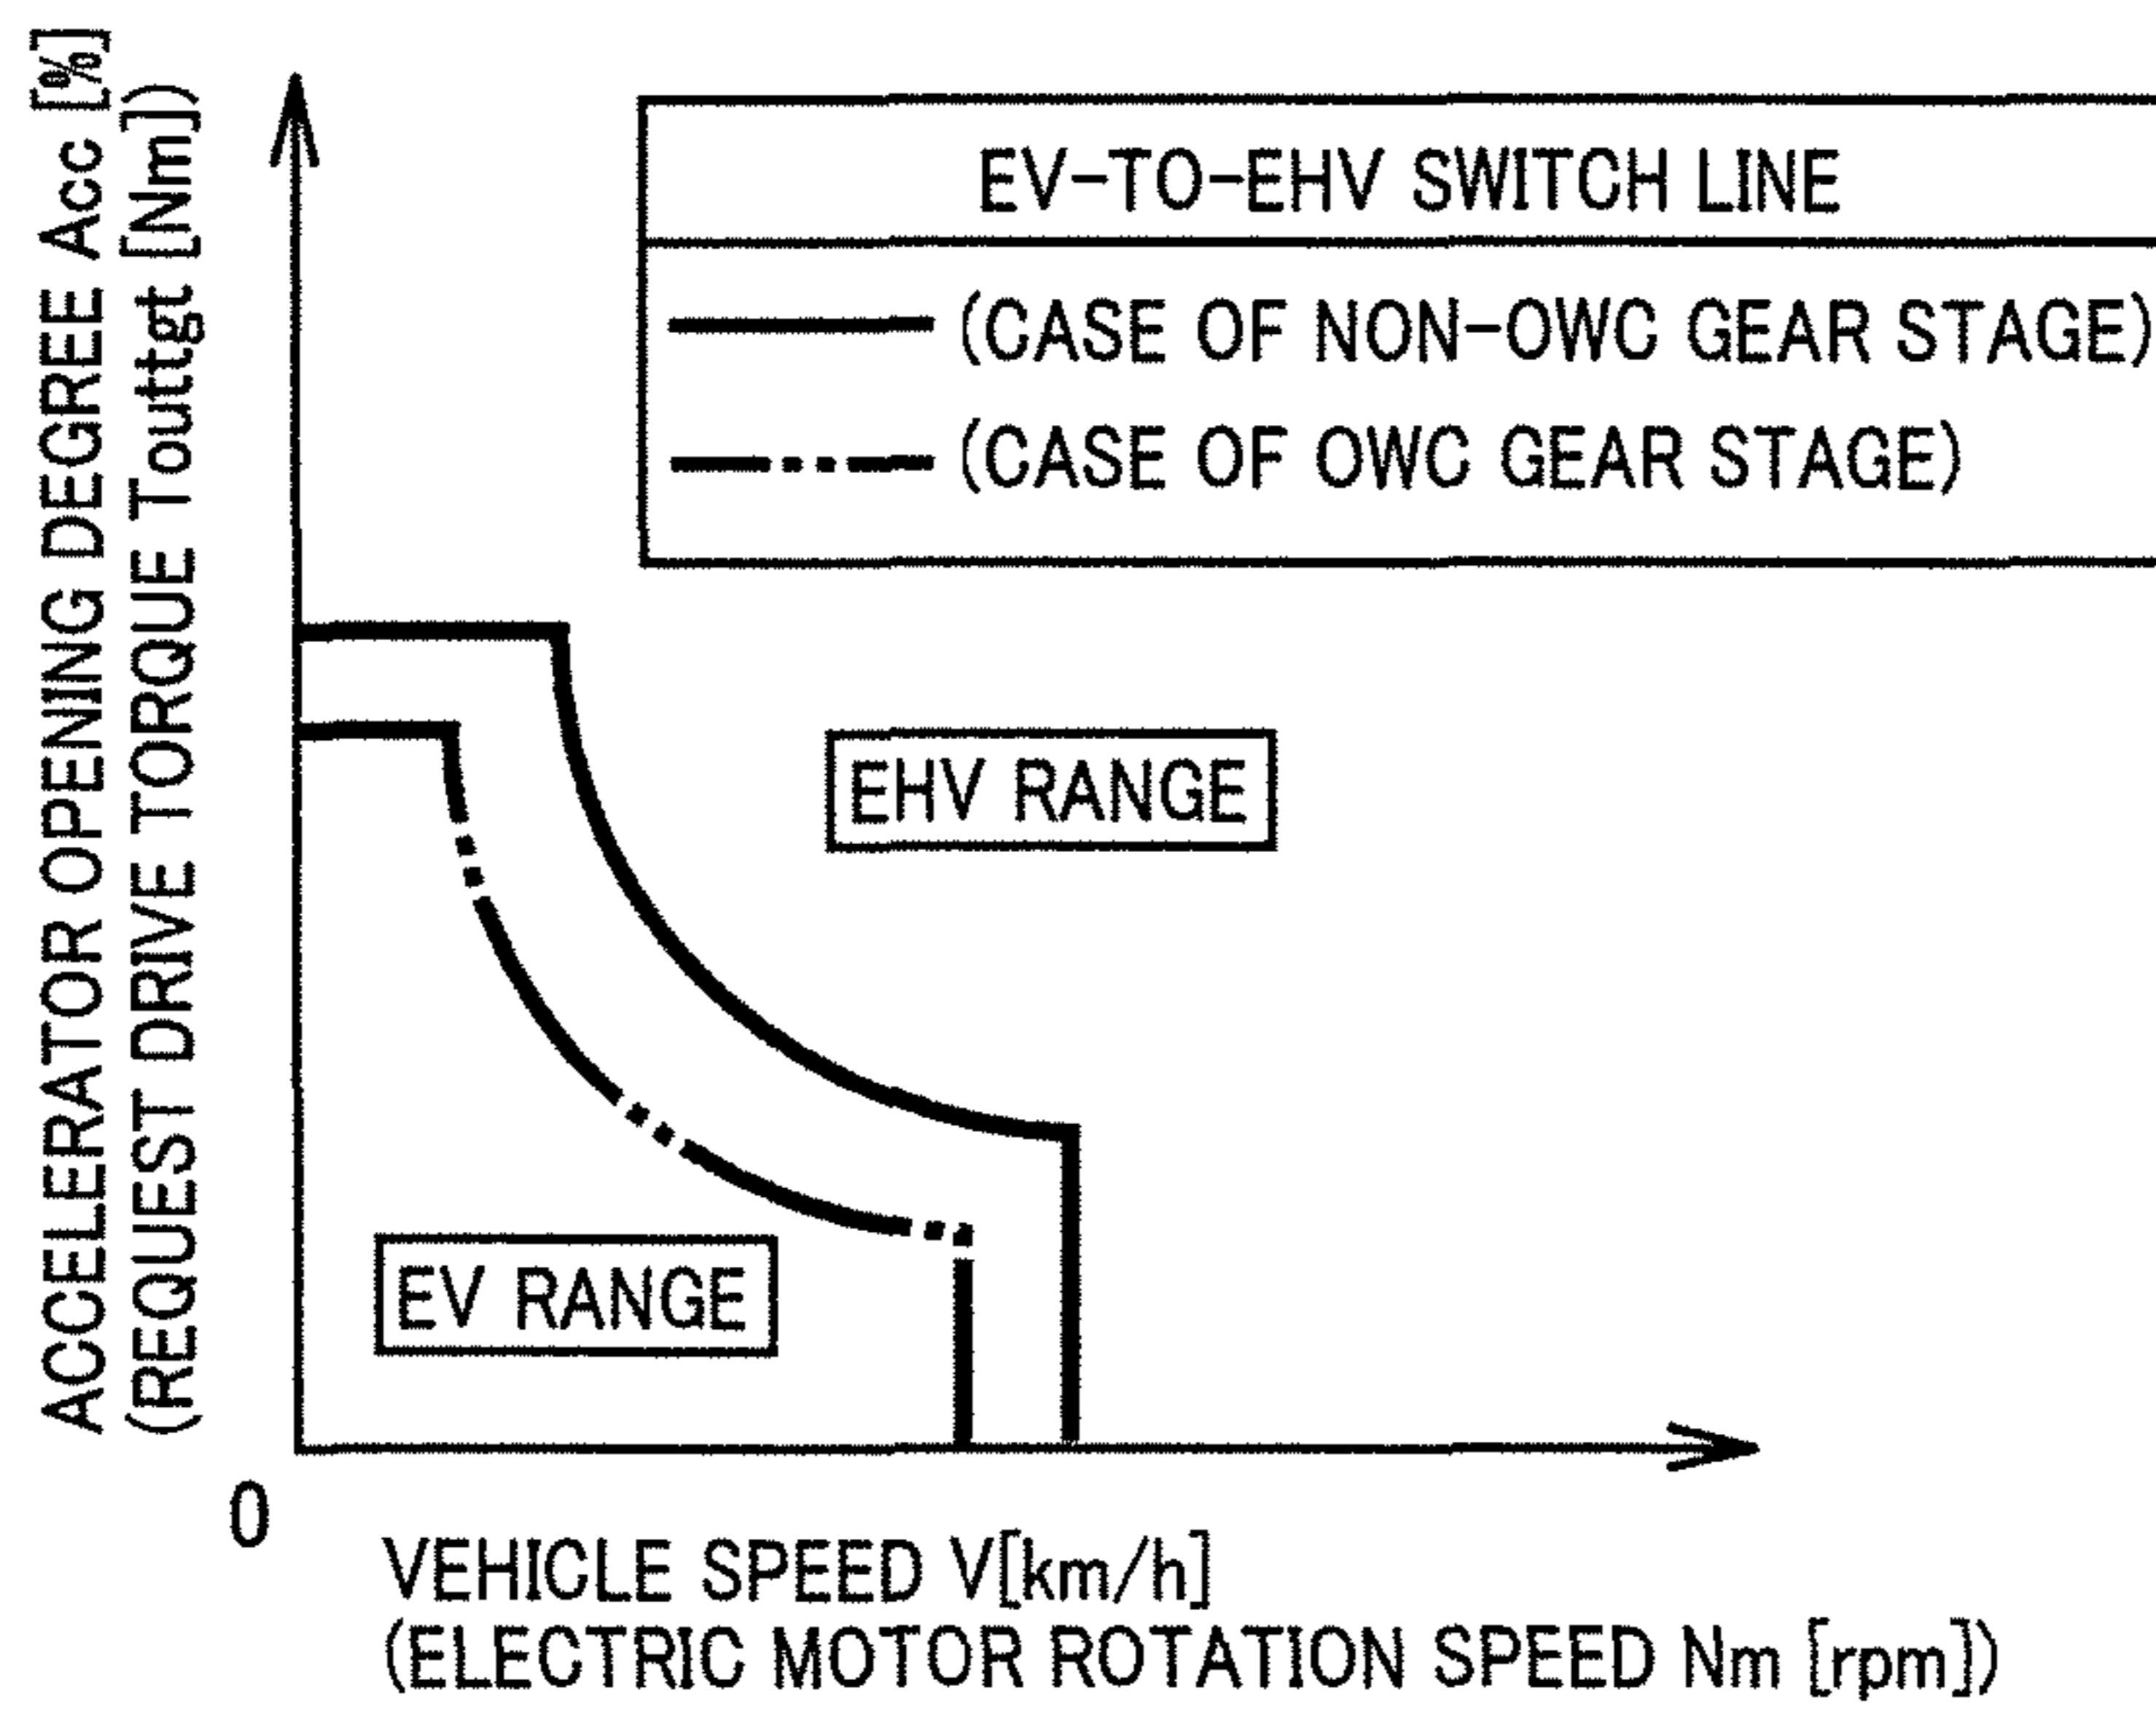 ACCELERATOR OPENING DEGREE Acc [%]
(REQUEST DRIVE TORQUE Touttgt [Nm])
EV-TO-EHV SWITCH LINE
(CASE OF NON-OWC GEAR STAGE)
(CASE OF OWC GEAR STAGE)
EHV RANGE
EV RANGE
0
VEHICLE SPEED V[km/h]
(ELECTRIC MOTOR ROTATION SPEED Nm [rpm])